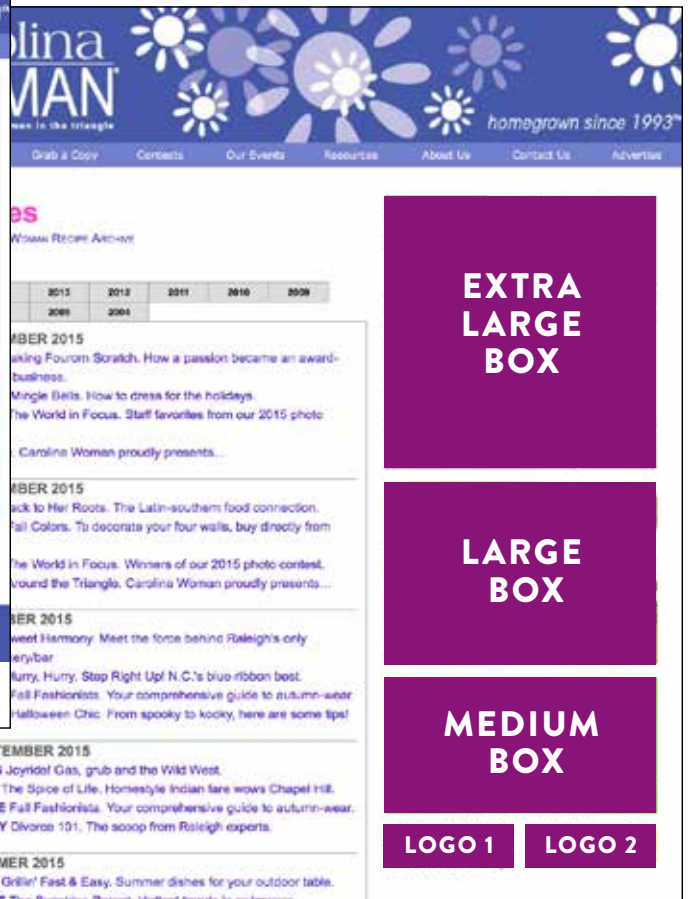 lina
MAN
in the triangle
homegrown since 1993
Grab a Copy Contests Our Events Resources About Us Contact Us Advertise
es
WOMAN RECIPE ARCHIVE
2013 2012 2011 2010 2009
2005 2004
MBER 2015
aking Fourom Scratch. How a passion became an award-
business.
Mingle Bells. How to dress for the holidays.
The World in Focus. Staff favorites from our 2015 photo
. Carolina Woman proudly presents...
MBER 2015
ack to Her Roots. The Latin-southern food connection.
Fall Colors. To decorate your four walls, buy directly from
The World in Focus. Winners of our 2015 photo contest.
Around the Triangle. Carolina Woman proudly presents...
BER 2015
weet Harmony. Meet the force behind Raleigh's only
ery/bar
Hurry, Hurry, Step Right Up! N.C.'s blue-ribbon best.
Fall Fashionista. Your comprehensive guide to autumn-wear
Halloween Chic. From spooky to kooky, here are some tips!
TEMBER 2015
Joyride! Gas, grub and the Wild West.
The Spice of Life. Homestyle Indian fare wows Chapel Hill.
E Fall Fashionista. Your comprehensive guide to autumn-wear.
Y Divorce 101. The scoop from Raleigh experts.
MER 2015
Grillin' Fast & Easy. Summer dishes for your outdoor table.
EXTRA
LARGE
BOX
LARGE
BOX
MEDIUM
BOX
LOGO 1 LOGO 2